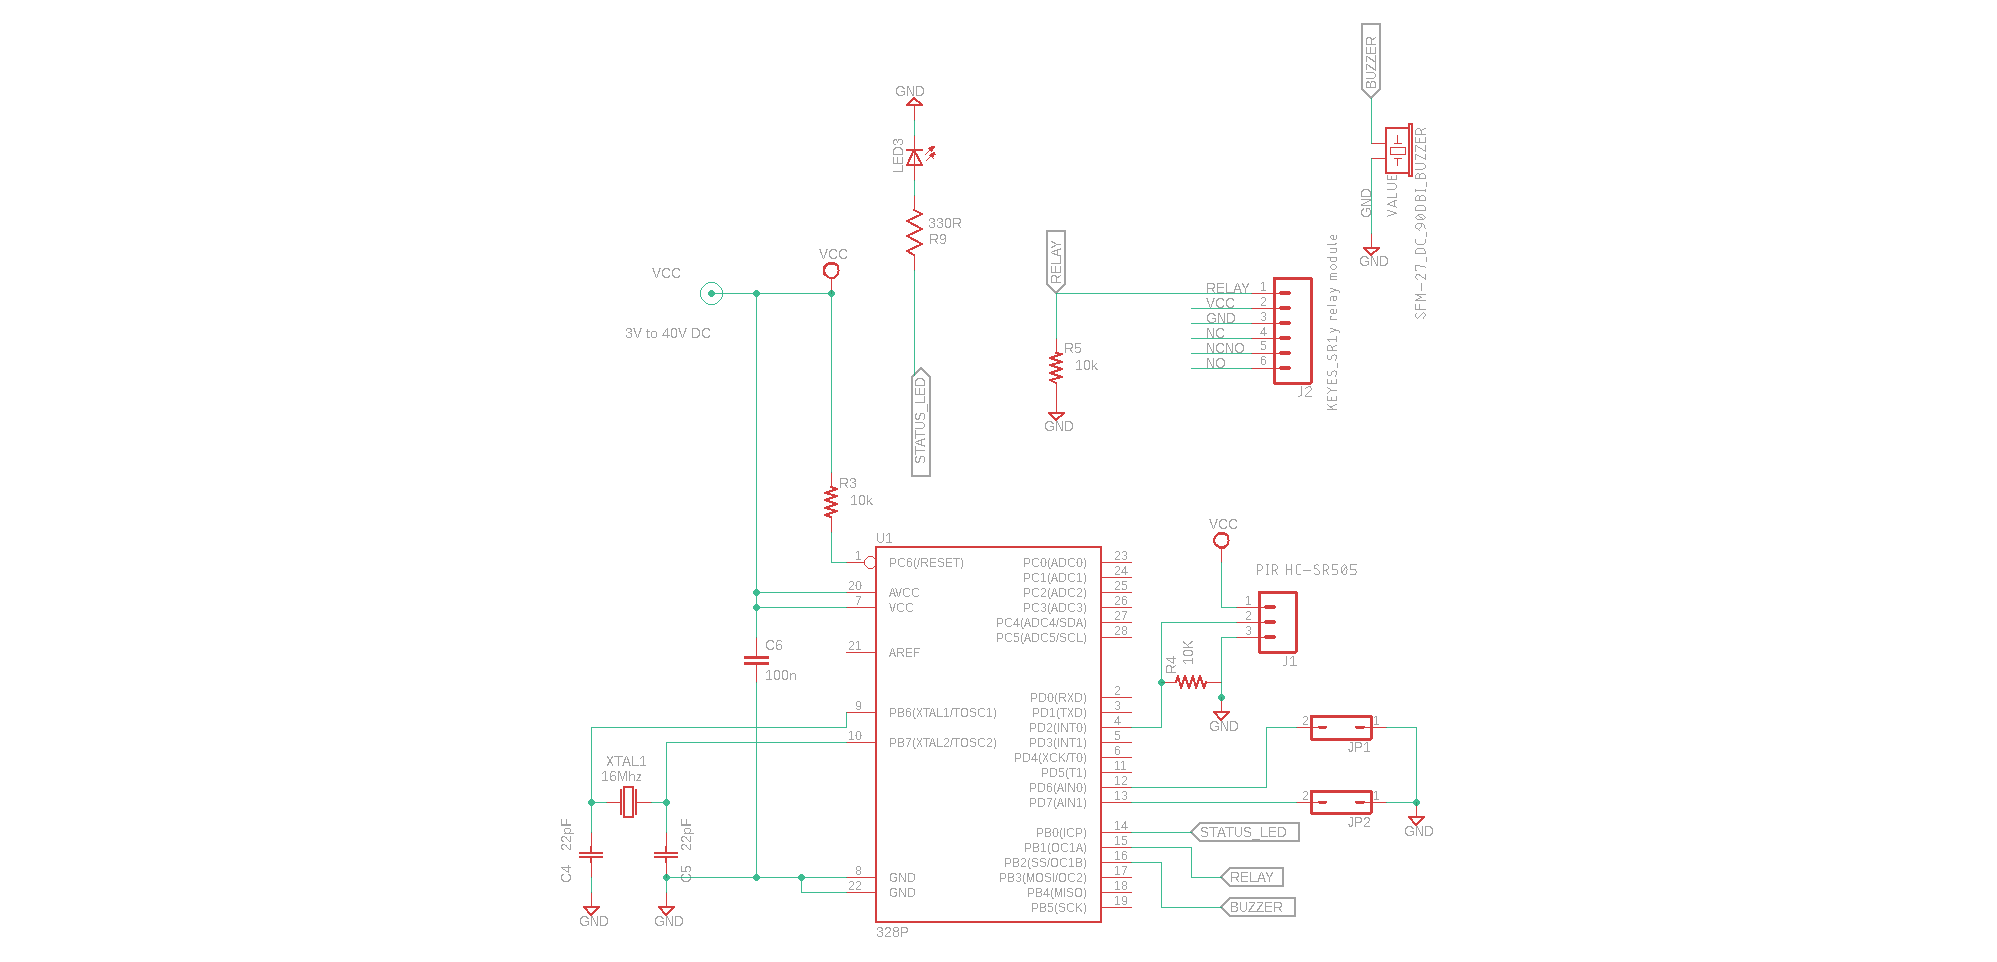 BUZZER
GND
LED3
330R
R9
STATUS_LED
VCC
3V to 40V DC
VCC
R3
10k
RELAY
R5
10k
GND
RELAY 1
VCC 2
GND 3
NC 4
NCNO 5
NO 6
J2
KEYES_SR1y relay module
GND
VALUE
SFM-27_DC_90DBI_BUZZER
GND
U1
1 PC6(/RESET)
20 AVCC
7 VCC
21 AREF
9 PB6(XTAL1/TOSC1)
10 PB7(XTAL2/TOSC2)
8 GND
22 GND
PC0(ADC0) 23
PC1(ADC1) 24
PC2(ADC2) 25
PC3(ADC3) 26
PC4(ADC4/SDA) 27
PC5(ADC5/SCL) 28
PD0(RXD) 2
PD1(TXD) 3
PD2(INT0) 4
PD3(INT1) 5
PD4(XCK/T0) 6
PD5(T1) 11
PD6(AIN0) 12
PD7(AIN1) 13
PB0(ICP) 14
PB1(OC1A) 15
PB2(SS/OC1B) 16
PB3(MOSI/OC2) 17
PB4(MISO) 18
PB5(SCK) 19
328P
C6
100n
XTAL1
16Mhz
C4 22pF
C5 22pF
GND
GND
VCC
PIR HC-SR505
1
2
3
J1
R4
10K
GND
2 1
JP1
2 1
JP2
GND
STATUS_LED
RELAY
BUZZER